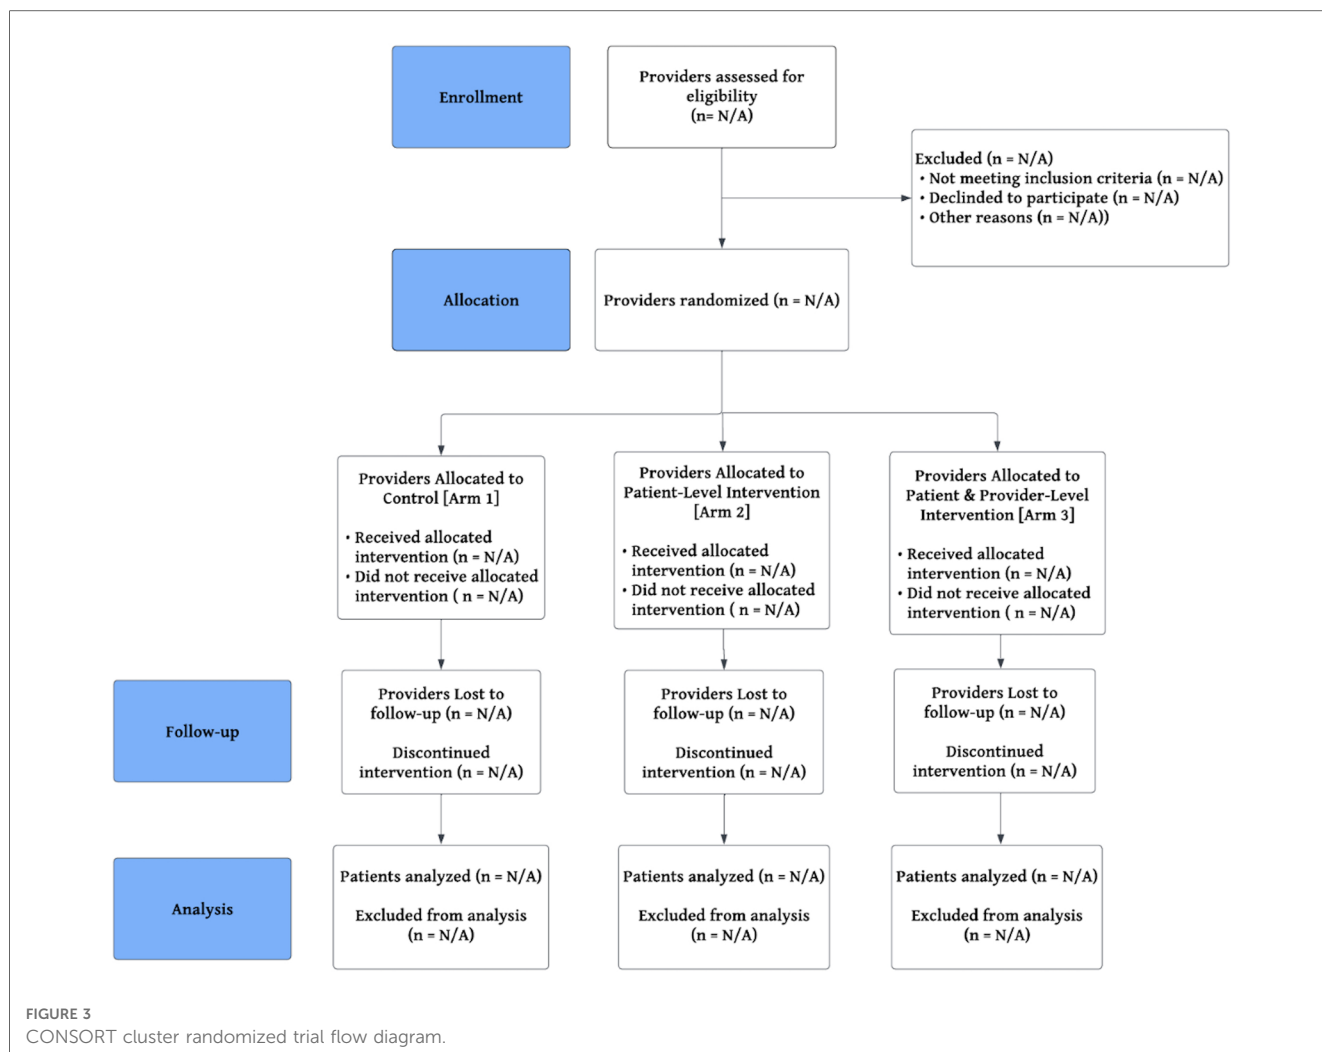 Enrollment
Providers assessed for
eligibility
(n= N/A)
Excluded (n = N/A)
• Not meeting inclusion criteria (n = N/A)
• Declinded to participate (n = N/A)
• Other reasons (n = N/A))
Allocation
Providers randomized (n = N/A)
Providers Allocated to
Control [Arm 1]
• Received allocated
intervention (n = N/A)
• Did not receive allocated
intervention ( n = N/A)
Providers Allocated to
Patient-Level Intervention
[Arm 2]
• Received allocated
intervention (n = N/A)
• Did not receive allocated
intervention ( n = N/A)
Providers Allocated to
Patient & Provider-Level
Intervention [Arm 3]
• Received allocated
intervention (n = N/A)
• Did not receive allocated
intervention ( n = N/A)
Follow-up
Providers Lost to
follow-up (n = N/A)
Discontinued
intervention (n = N/A)
Providers Lost to
follow-up (n = N/A)
Discontinued
intervention (n = N/A)
Providers Lost to
follow-up (n = N/A)
Discontinued
intervention (n = N/A)
Analysis
Patients analyzed (n = N/A)
Excluded from analysis
(n = N/A)
Patients analyzed (n = N/A)
Excluded from analysis
(n = N/A)
Patients analyzed (n = N/A)
Excluded from analysis
(n = N/A)
FIGURE 3
CONSORT cluster randomized trial flow diagram.